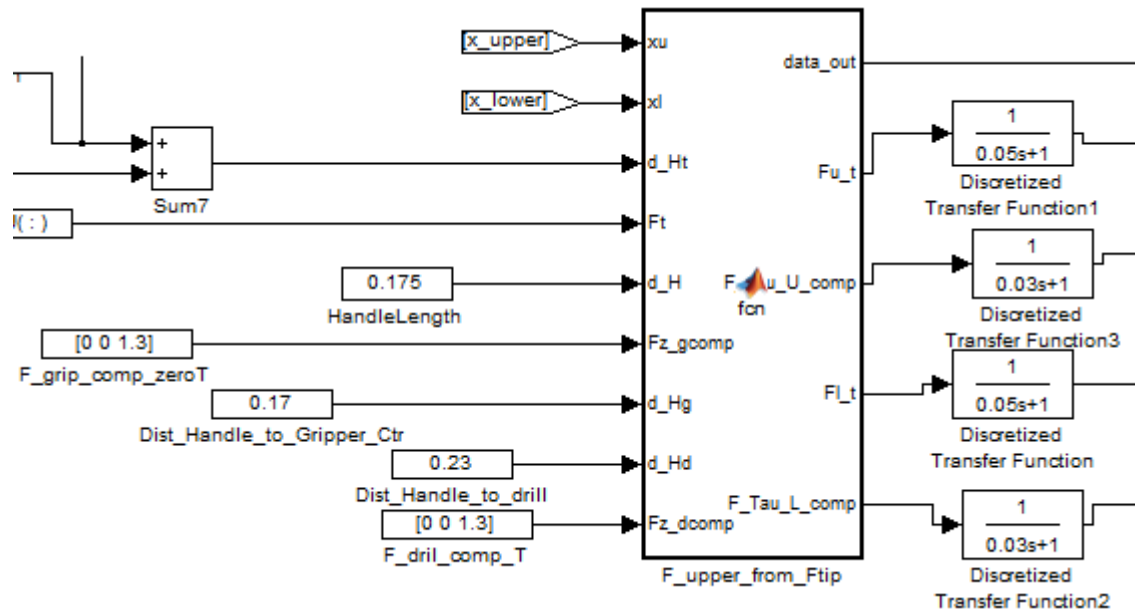 [x_upper]
xu
data_out
[x_lower]
xl
+
+
Sum7
d_Ht
Fu_t
1
0.05s+1
Discretized
Transfer Function1
( : )
Ft
0.175
HandleLength
d_H
fcn
1
0.03s+1
Discretized
Transfer Function3
[0 0 1.3]
F_grip_comp_zeroT
Fz_gcomp
0.17
Dist_Handle_to_Gripper_Ctr
d_Hg
Fl_t
1
0.05s+1
Discretized
Transfer Function
0.23
Dist_Handle_to_drill
d_Hd
[0 0 1.3]
F_dril_comp_T
Fz_dcomp
F_Tau_L_comp
1
0.03s+1
Discretized
Transfer Function2
F_upper_from_Ftip